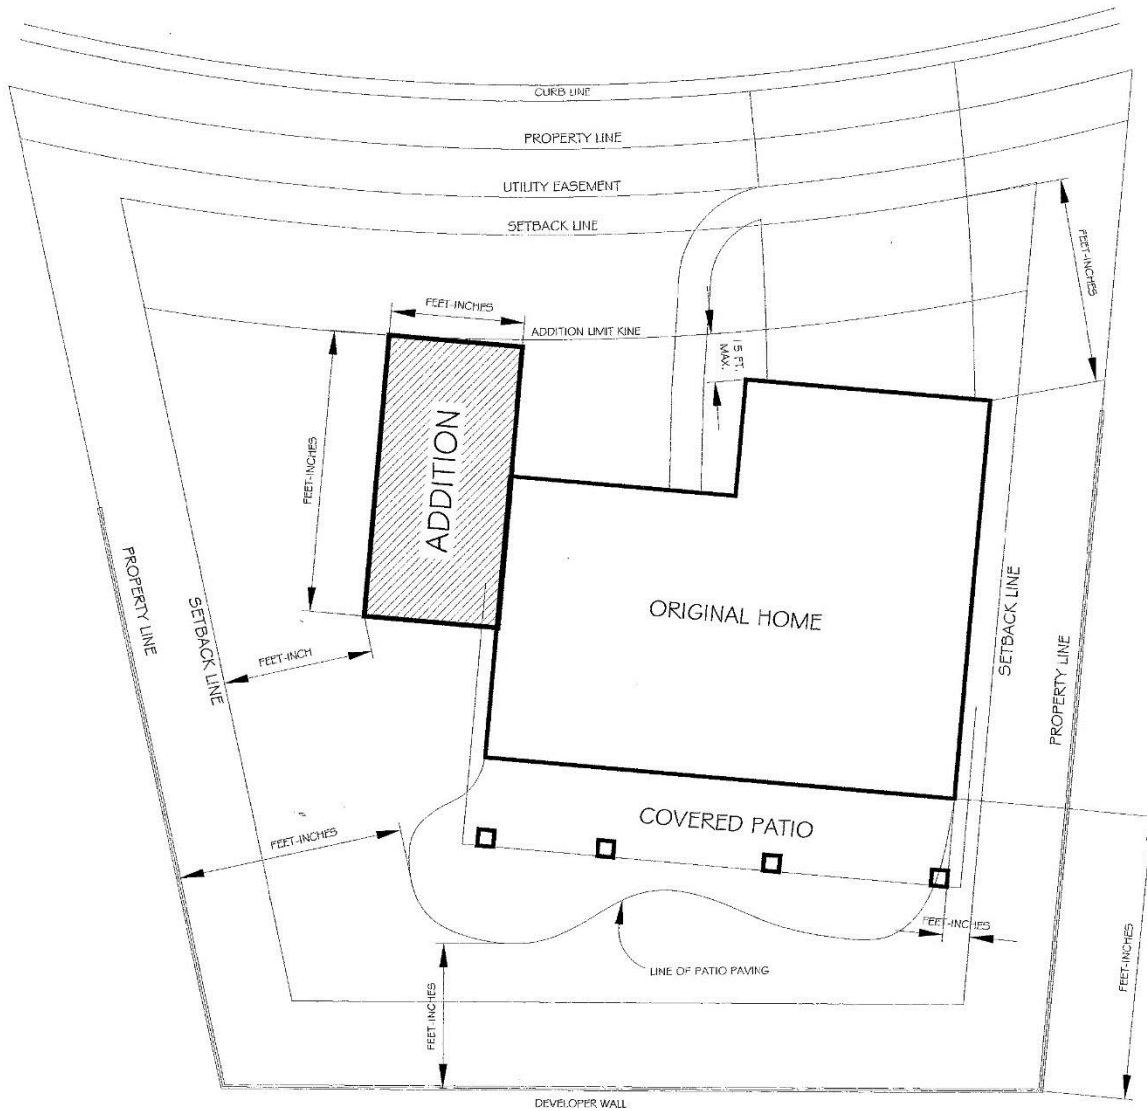 CURB LINE
PROPERTY LINE
UTILITY EASEMENT
SETBACK LINE
FEET-INCHES
FEET-INCHES
ADDITION LIMIT KINE
15 FT.
MAX.
FEET-INCHES
ADDITION
PROPERTY LINE
SETBACK LINE
ORIGINAL HOME
SETBACK LINE
PROPERTY LINE
FEET-INCH
COVERED PATIO
FEET-INCHES
FEET-INCHES
LINE OF PATIO PAVING
FEET-INCHES
FEET-INCHES
DEVELOPER WALL